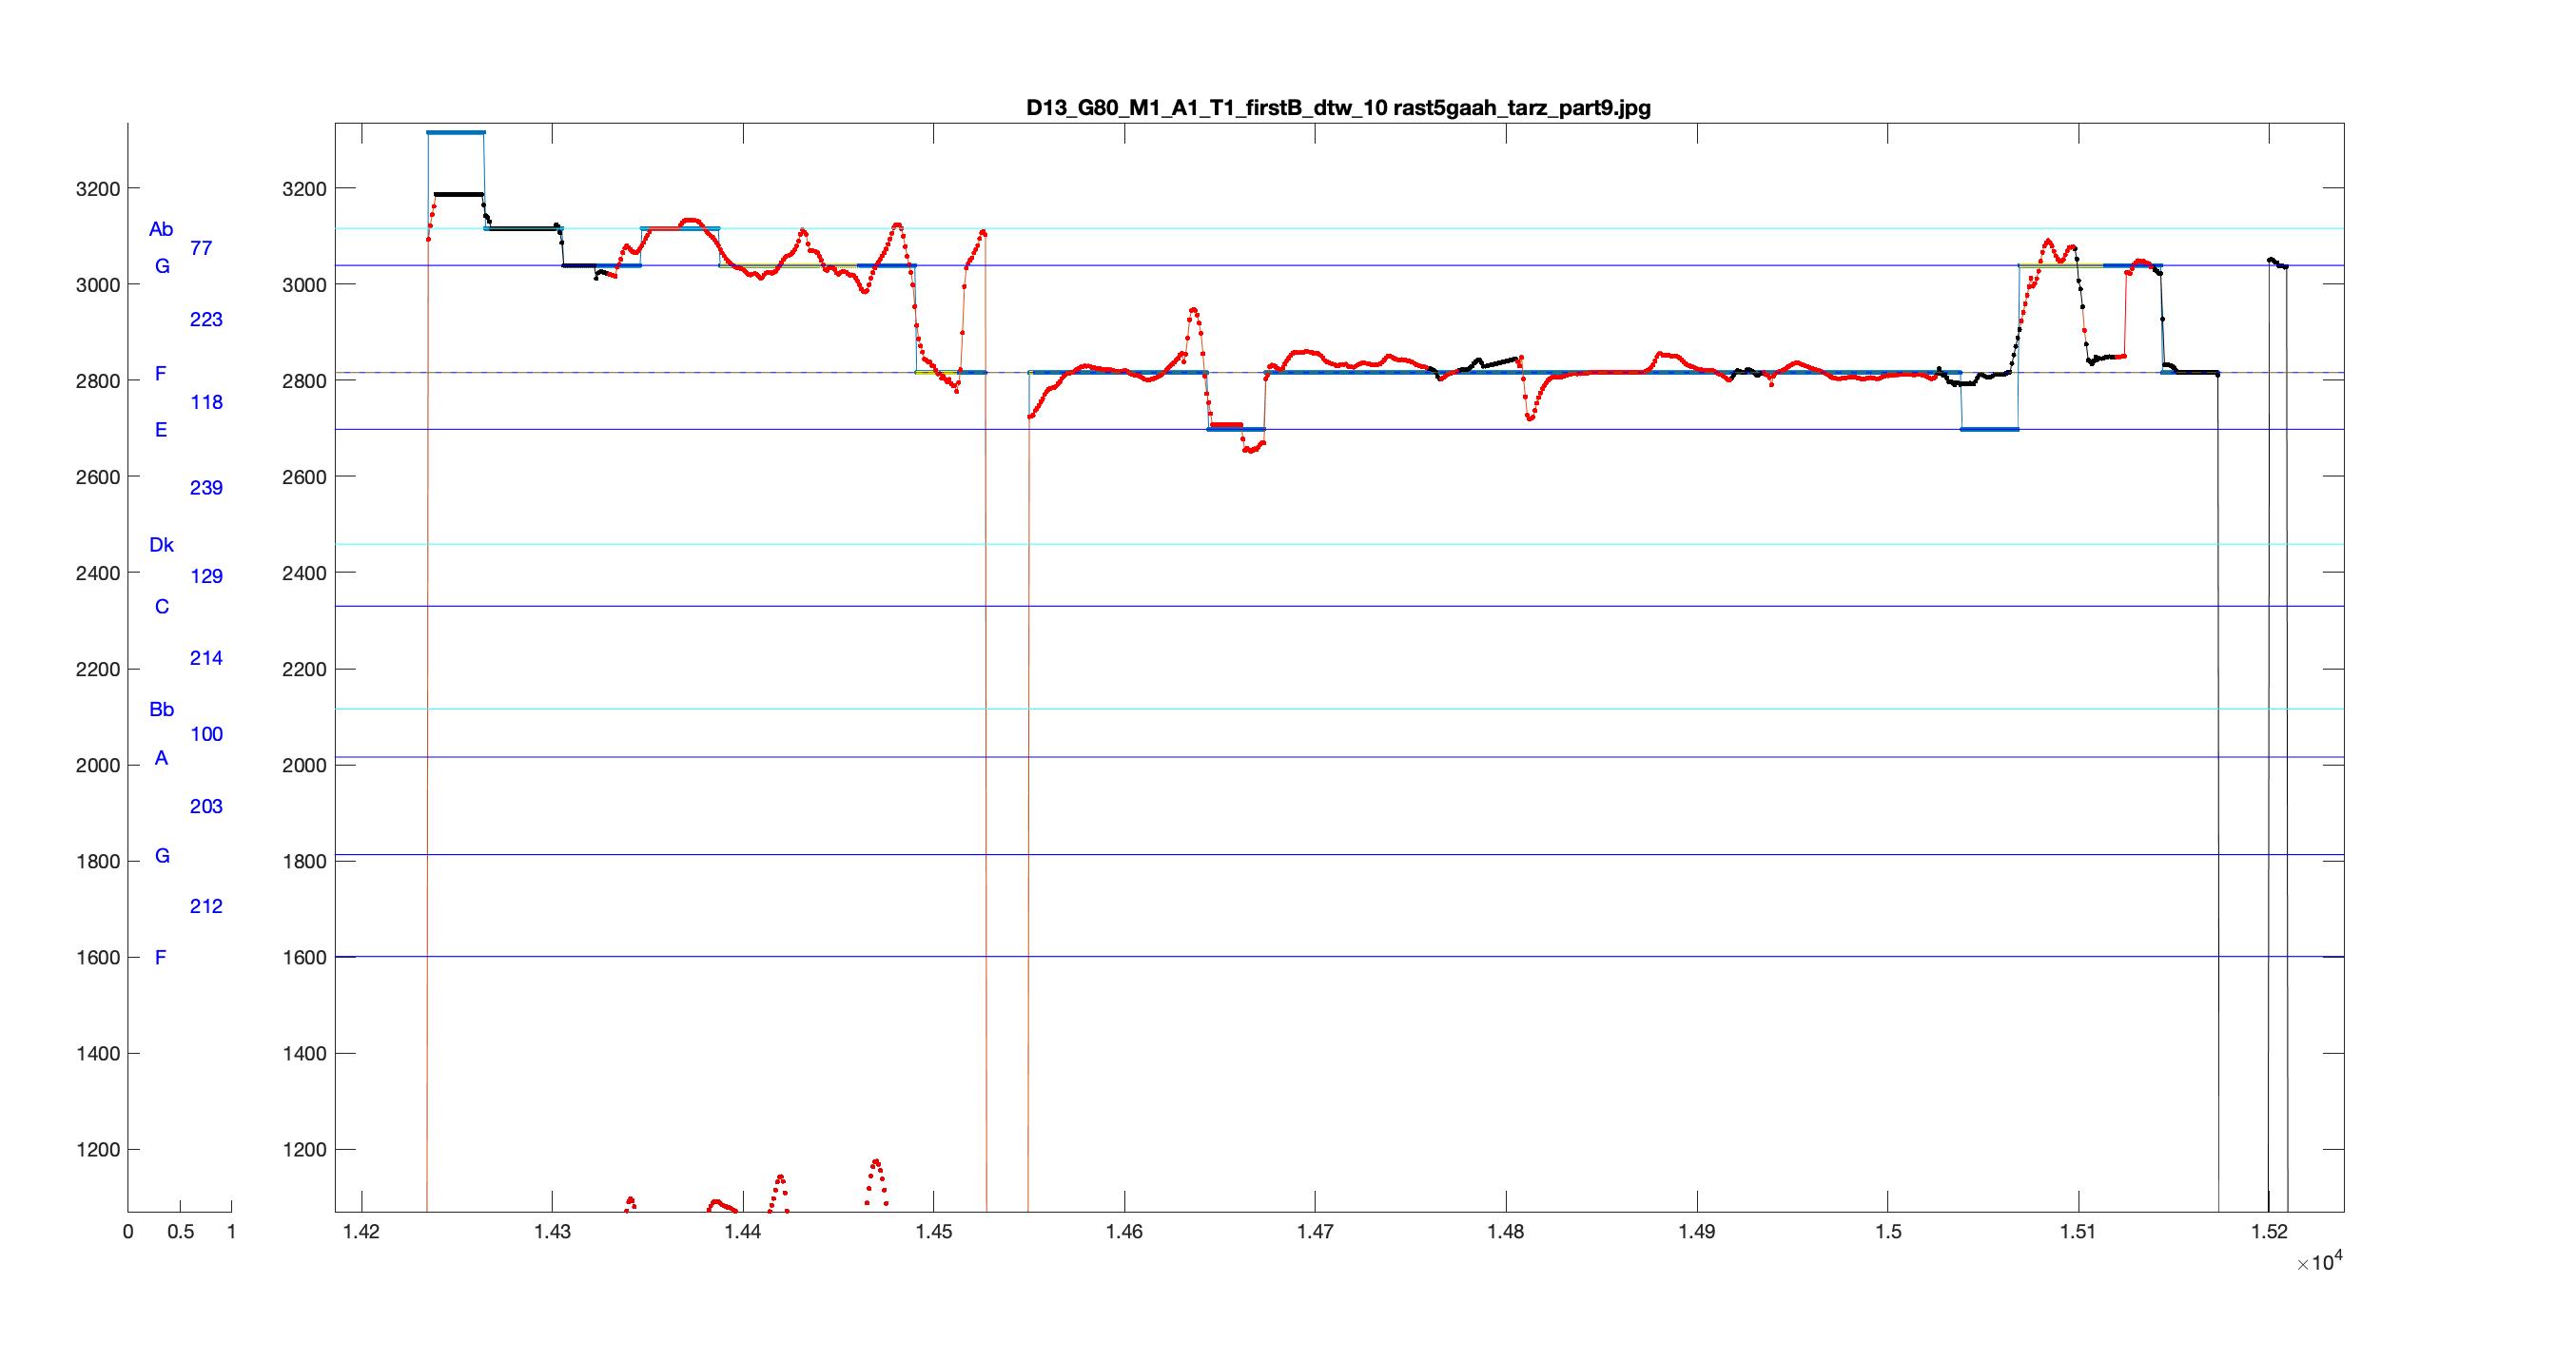 D13_G80_M1_A1_T1_firstB_dtw_10 rast5gaah_tarz_part9.jpg
3200 3200
Ab
77
G
3000 3000
223
F
2800 2800
118
E
2600 2600
239
Dk
2400 2400
129
C
2200 2200
214
Bb
100
A
2000 2000
203
G
1800 1800
212
F
1600 1600
1400 1400
1200 1200
0 0.5 1 1.42 1.43 1.44 1.45 1.46 1.47 1.48 1.49 1.5 1.51 1.52
×10^4